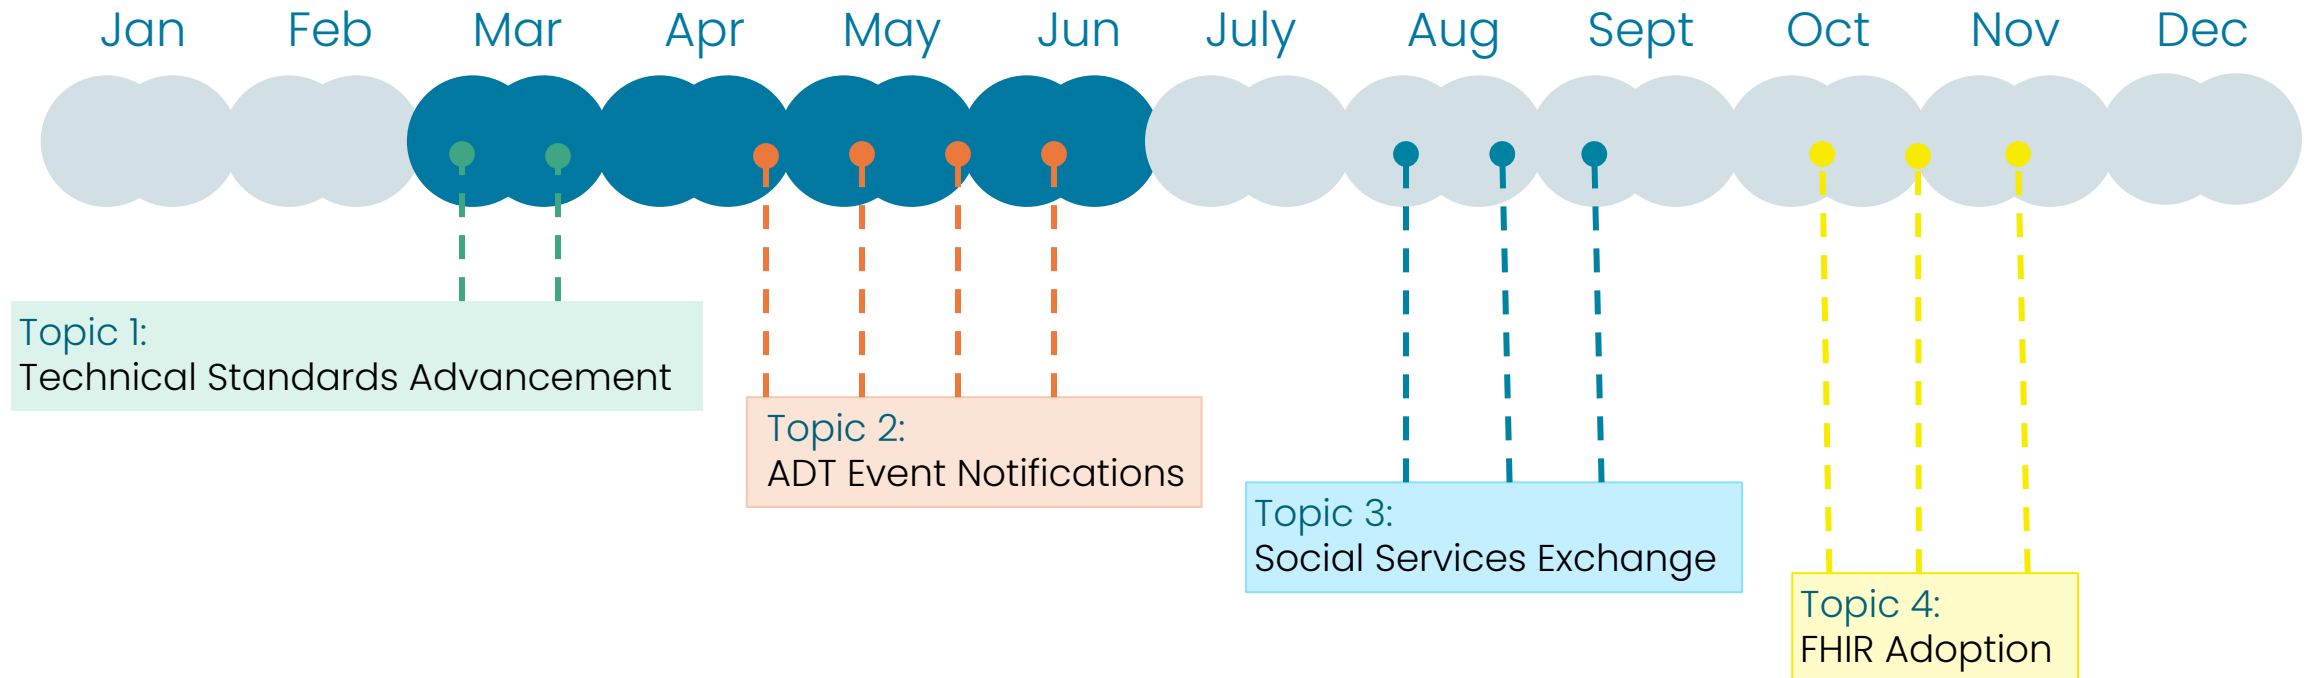 Jan Feb Mar Apr May Jun July Aug Sept Oct Nov Dec
Topic 1:
Technical Standards Advancement
Topic 2:
ADT Event Notifications
Topic 3:
Social Services Exchange
Topic 4:
FHIR Adoption